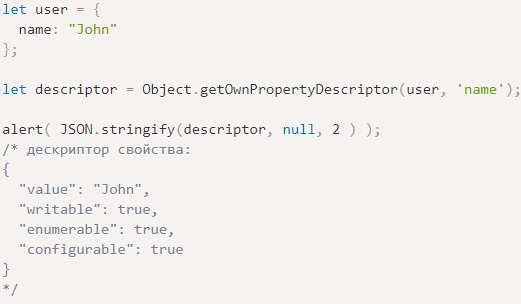 let user = {
  name: "John"
};

let descriptor = Object.getOwnPropertyDescriptor(user, 'name');

alert( JSON.stringify(descriptor, null, 2 ) );
/* дескриптор свойства:
{
  "value": "John",
  "writable": true,
  "enumerable": true,
  "configurable": true
}
*/